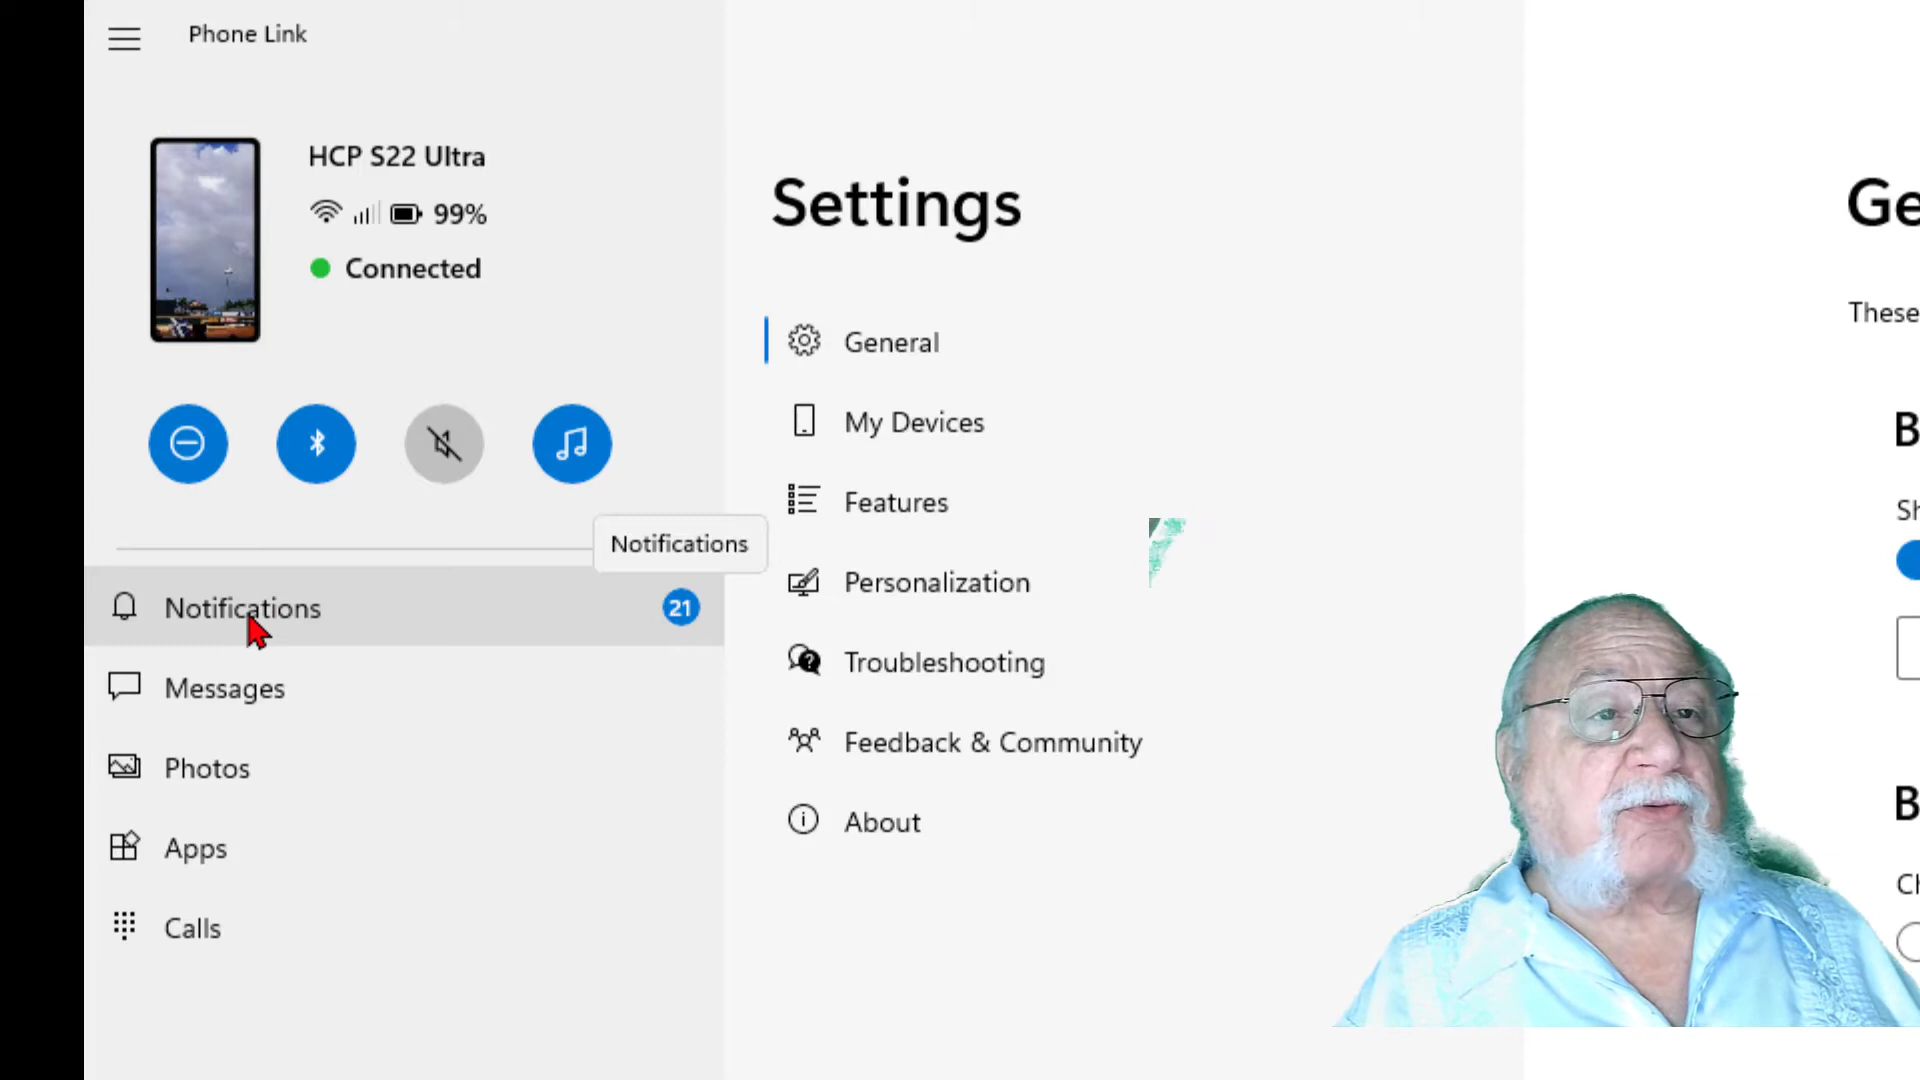 Phone Link
HCP S22 Ultra
99%
Connected
Notifications
Notifications
21
Messages
Photos
Apps
Calls
Settings
General
My Devices
Features
Personalization
Troubleshooting
Feedback & Community
About
Ge
These
B
Sh
B
Ch